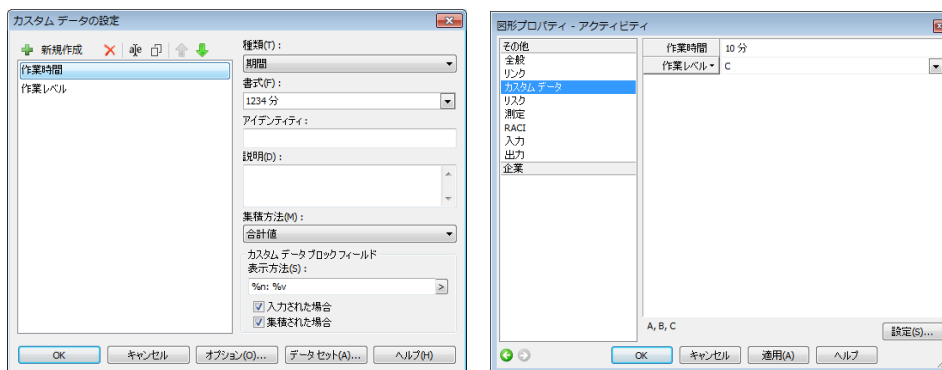 カスタム データの設定
新規作成
作業時間
作業レベル
種類(T)：
期間
書式(F)：
1234 分
アイデンティティ：
説明(D)：
集積方法(M)：
合計値
カスタム データ ブロック フィールド
表示方法(S)：
%n: %v
>
入力された場合
集積された場合
OK
キャンセル
オプション(O)...
データ セット(A)...
ヘルプ(H)
図形プロパティ - アクティビティ
その他
全般
リンク
カスタム データ
リスク
測定
RACI
入力
出力
企業
作業時間 10 分
作業レベル C
A, B, C
設定(S)...
OK
キャンセル
適用(A)
ヘルプ